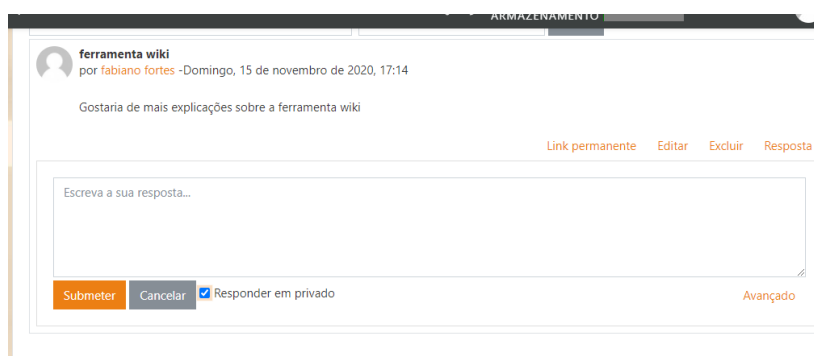 ARMAZENAMENTO
ferramenta wiki
por fabiano fortes -Domingo, 15 de novembro de 2020, 17:14
Gostaria de mais explicações sobre a ferramenta wiki
Link permanente Editar Excluir Resposta
Escreva a sua resposta...
Submeter Cancelar Responder em privado Avançado